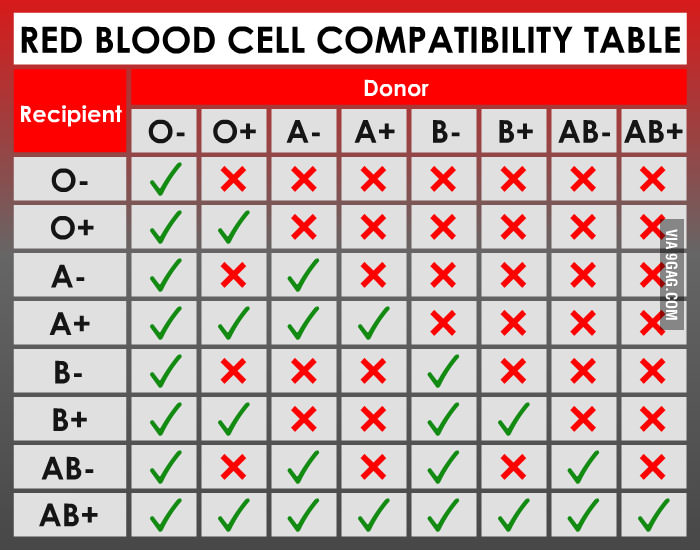 RED BLOOD CELL COMPATIBILITY TABLE
Donor
Recipient
O- O+ A- A+ B- B+ AB- AB+
O-
O+
A-
A+
B-
B+
AB-
AB+
VIA 9GAG.COM